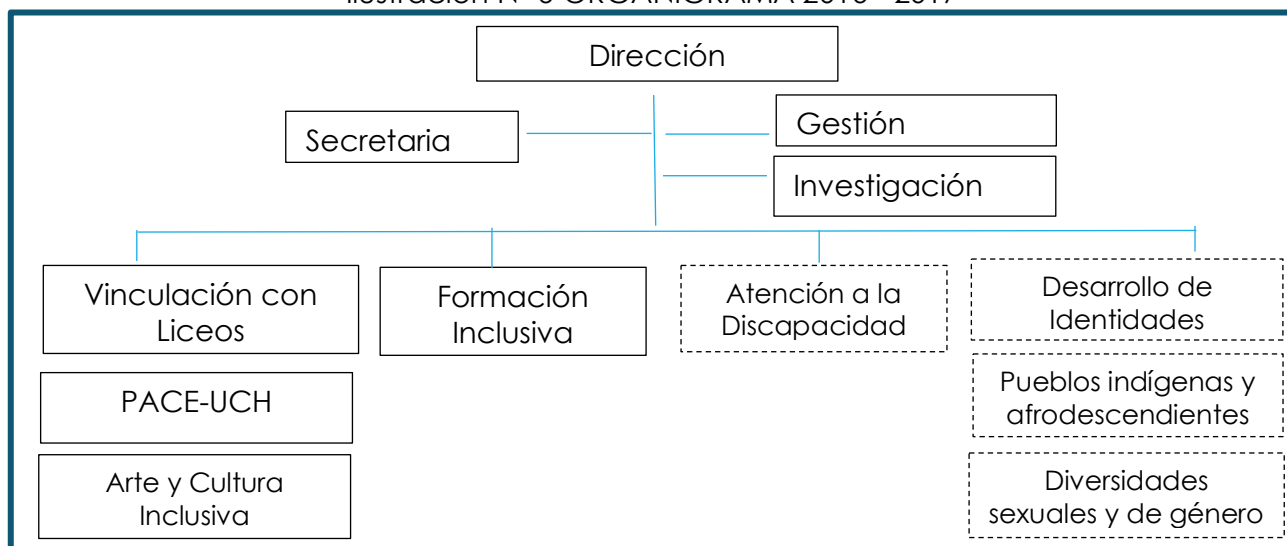 Dirección
Secretaria
Gestión
Investigación
Vinculación con
Liceos
Formación
Inclusiva
Atención a la
Discapacidad
Desarrollo de
Identidades
PACE-UCH
Pueblos indígenas y
afrodescendientes
Arte y Cultura
Inclusiva
Diversidades
sexuales y de género